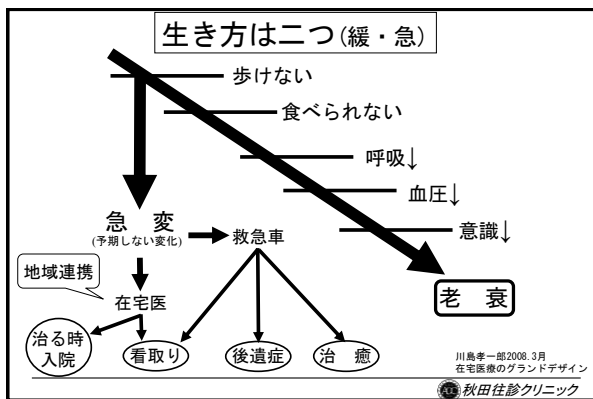 生き方は二つ(緩・急)
歩けない
食べられない
呼吸↓
血圧↓
意識↓
老 衰
急 変
(予期しない変化)
救急車
地域連携
在宅医
治る時
入院
看取り
後遺症
治 癒
川島孝一郎2008.3月
在宅医療のグランドデザイン
秋田往診クリニック